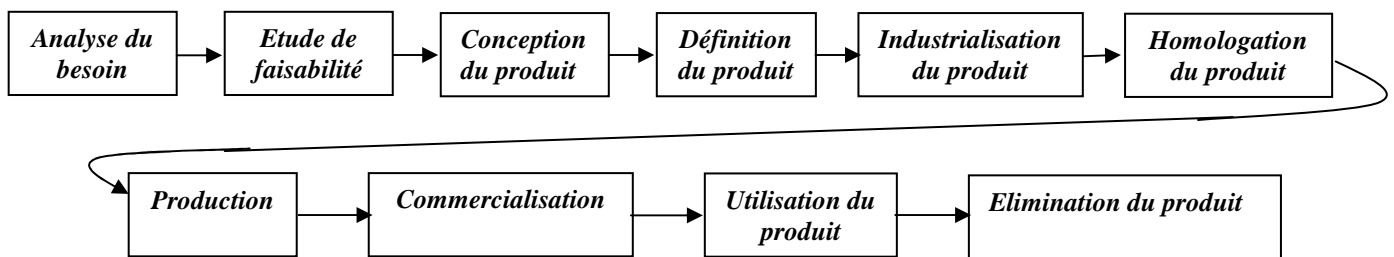 Analyse du
besoin
Etude de
faisabilité
Conception
du produit
Définition
du produit
Industrialisation
du produit
Homologation
du produit
Production
Commercialisation
Utilisation du
produit
Elimination du produit